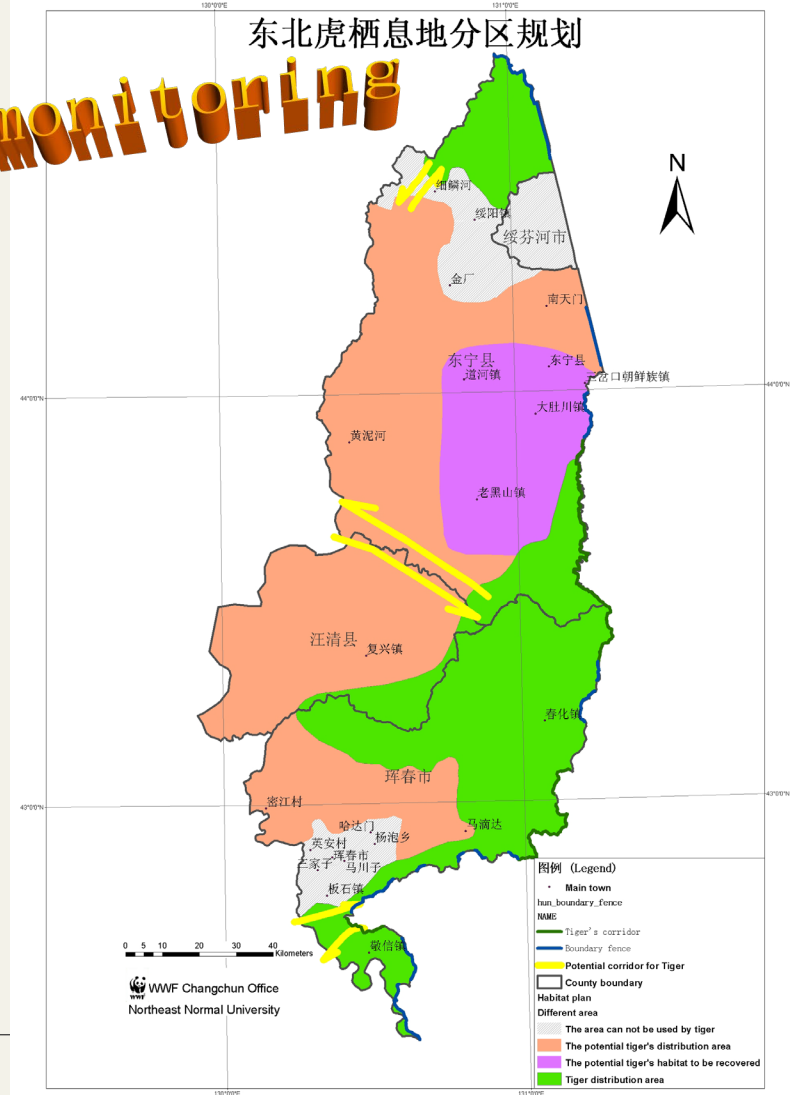 130°0'0"E 131°0'0"E
东北虎栖息地分区规划
monitoring
N
细鳞河
绥阳镇
绥芬河市
金厂
南天门
东宁县
东宁县
道河镇
三岔口朝鲜族镇
44°0'0"N 44°0'0"N
大肚川镇
黄泥河
老黑山镇
汪清县
复兴镇
春化镇
珲春市
43°0'0"N 43°0'0"N
密江村
哈达门
马滴达
杨泡乡
英安村
珲春市
三家子
马川子
板石镇
敬信镇
0 5 10 20 30 40
Kilometers
WWF
WWF Changchun Office
Northeast Normal University
图例 (Legend)
Main town
hun_boundary_fence
NAME
Tiger's corridor
Boundary fence
Potential corridor for Tiger
County boundary
Habitat plan
Different area
The area can not be used by tiger
The potential tiger's distribution area
The potential tiger's habitat to be recovered
Tiger distribution area
130°0'0"E 131°0'0"E